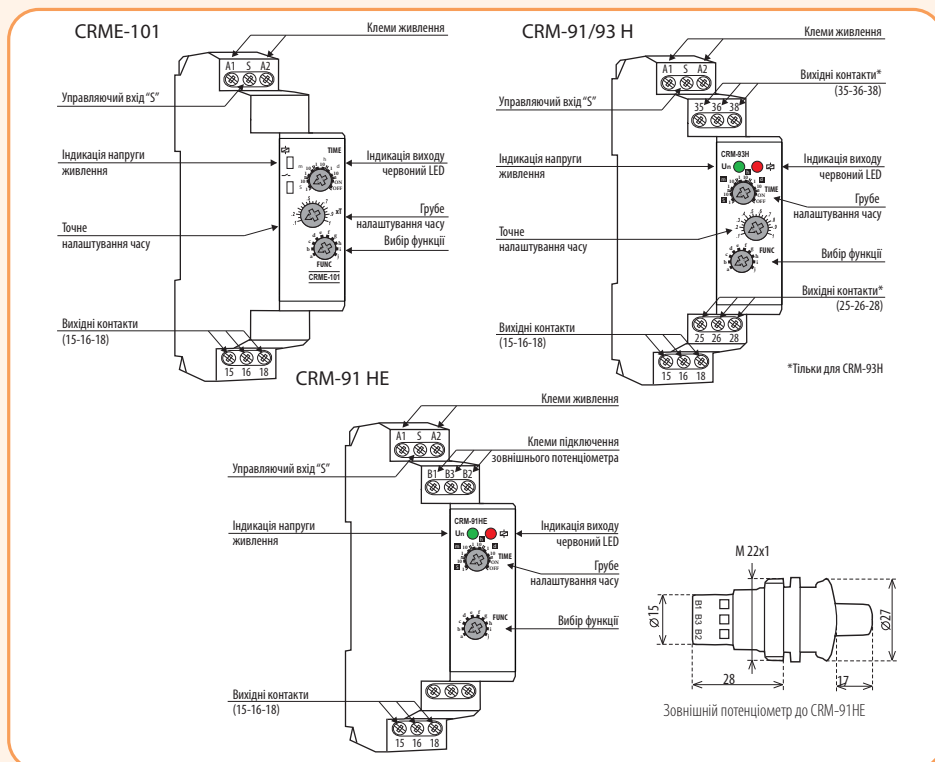 CRME-101
Клеми живлення
A1 S A2
Управляючий вхід “S”
Індикація напруги
живлення
TIME
ON
OFF
xT
FUNC
CRME-101
Індикація виходу
червоний LED
Грубе
налаштування часу
Точне
налаштування часу
Вибір функції
Вихідні контакти
(15-16-18)
15 16 18
CRM-91/93 H
Клеми живлення
A1 S A2
Вихідні контакти*
(35-36-38)
35 36 38
Управляючий вхід “S”
Індикація напруги
живлення
CRM-93H
Un
TIME
ON
OFF
FUNC
Індикація виходу
червоний LED
Грубе
налаштування часу
Точне
налаштування часу
Вибір функції
Вихідні контакти*
(25-26-28)
25 26 28
Вихідні контакти
(15-16-18)
15 16 18
*Тільки для CRM-93H
CRM-91 HE
Клеми живлення
A1 S A2
Клеми підключення
зовнішнього потенціометра
B1 B3 B2
Управляючий вхід “S”
Індикація напруги
живлення
CRM-91HE
Un
TIME
ON
OFF
FUNC
Індикація виходу
червоний LED
Грубе
налаштування часу
Вибір функції
Вихідні контакти
(15-16-18)
15 16 18
M 22x1
Ø15
B1 B3 B2
Ø27
28
17
Зовнішній потенціометр до CRM-91HE